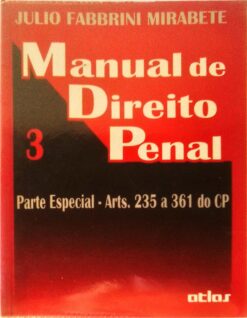 JULIO FABBRINI MIRABETE
Manual de
Direito
3 Penal
Parte Especial - Arts. 235 a 361 do CP
atlas